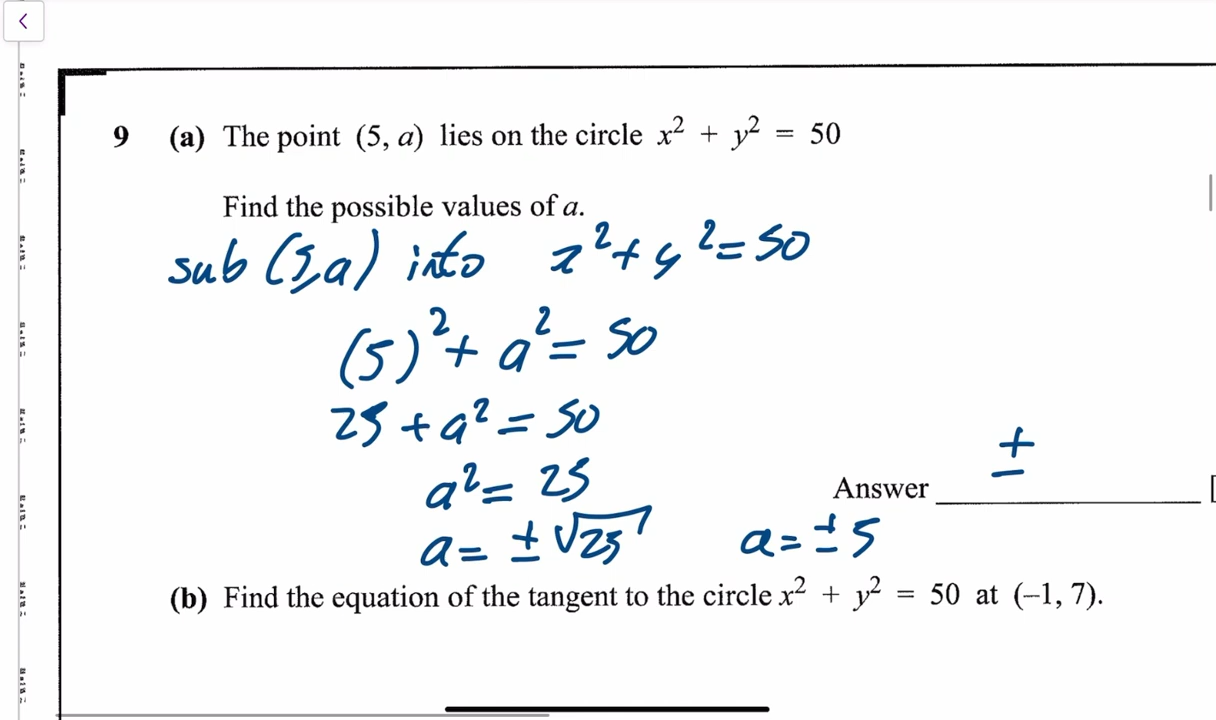 9 (a) The point (5, a) lies on the circle x² + y² = 50
Find the possible values of a.
sub (5,a) into x² + y² = 50
(5)² + a² = 50
25 + a² = 50
a² = 25
±
Answer
a = ± √25
a = ± 5
(b) Find the equation of the tangent to the circle x² + y² = 50 at (–1, 7).